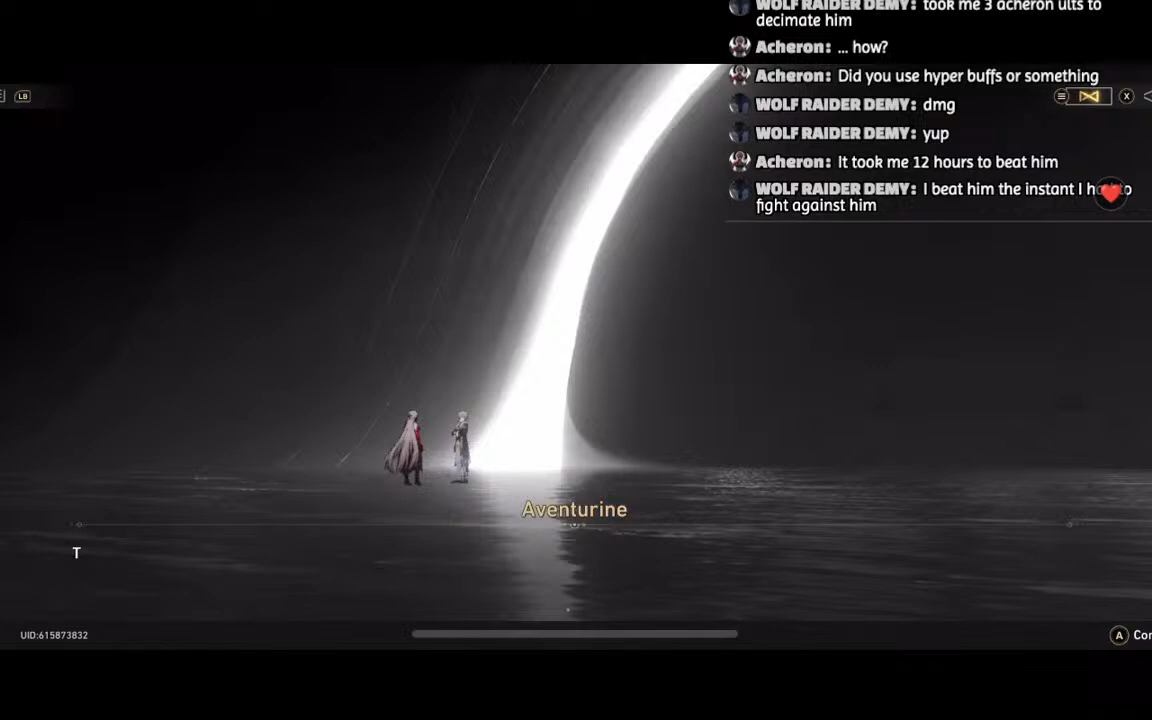 WOLF RAIDER DEMY: took me 3 acheron ults to
decimate him
Acheron: ... how?
Acheron: Did you use hyper buffs or something
LB
X
WOLF RAIDER DEMY: dmg
WOLF RAIDER DEMY: yup
Acheron: It took me 12 hours to beat him
WOLF RAIDER DEMY: I beat him the instant I
fight against him
Aventurine
T
UID:615873832
A